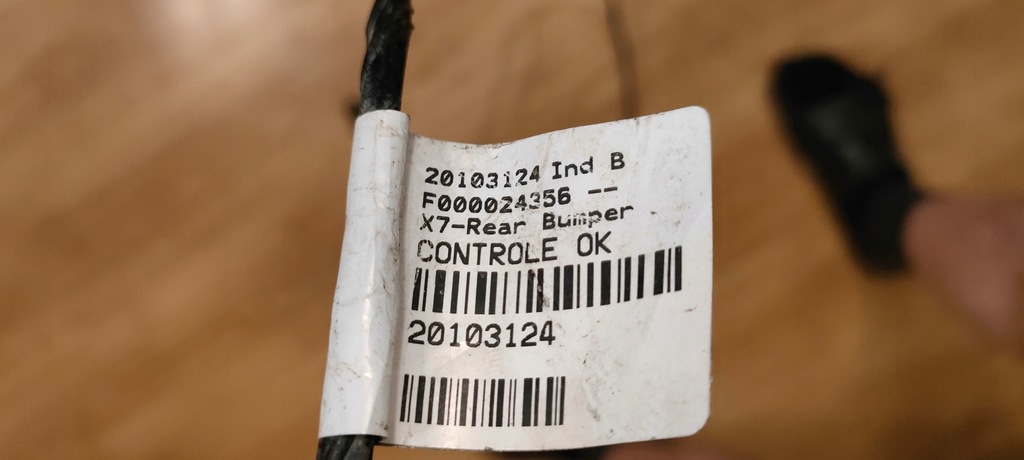 20103124 Ind B
F000024356 --
X7-Rear Bumper
CONTROLE OK
20103124